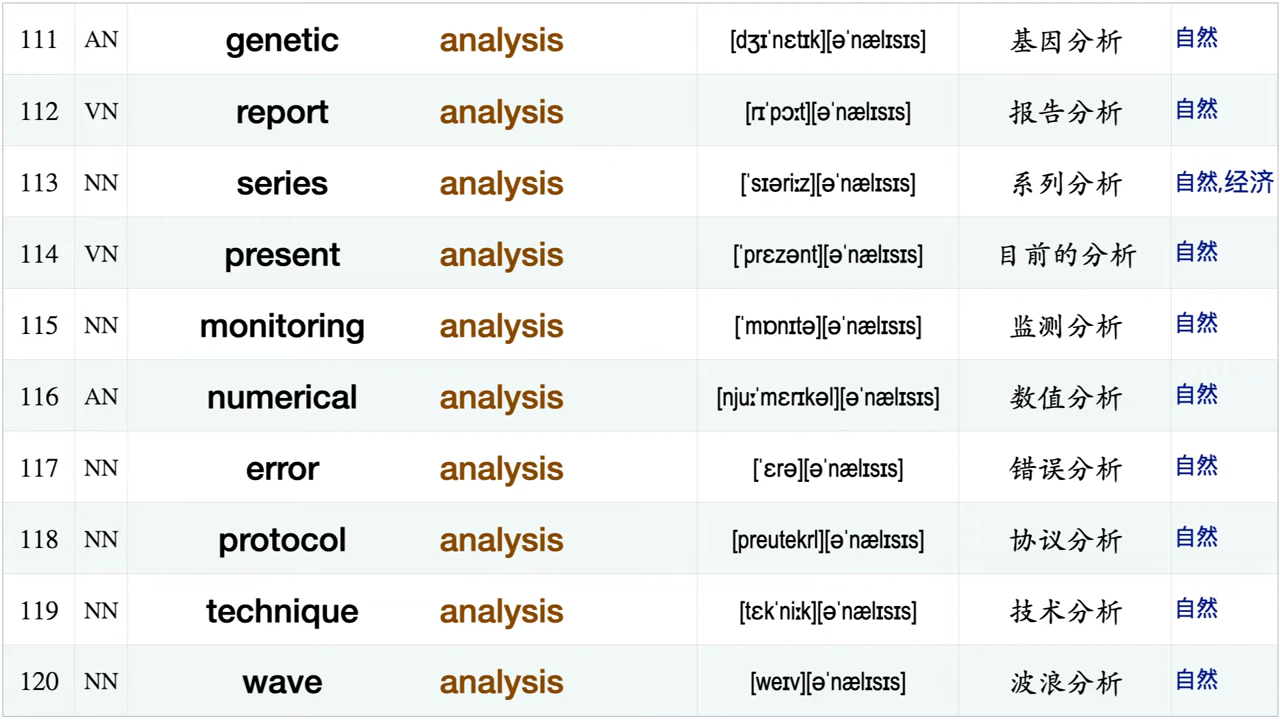 111 AN genetic analysis [dʒɪˈnɛtɪk][əˈnælɪsɪs] 基因分析 自然
112 VN report analysis [rɪˈpɔːt][əˈnælɪsɪs] 报告分析 自然
113 NN series analysis [ˈsɪəriːz][əˈnælɪsɪs] 系列分析 自然,经济
114 VN present analysis [ˈprɛzənt][əˈnælɪsɪs] 目前的分析 自然
115 NN monitoring analysis [ˈmɒnɪtə][əˈnælɪsɪs] 监测分析 自然
116 AN numerical analysis [njuːˈmɛrɪkəl][əˈnælɪsɪs] 数值分析 自然
117 NN error analysis [ˈɛrə][əˈnælɪsɪs] 错误分析 自然
118 NN protocol analysis [preutekrl][əˈnælɪsɪs] 协议分析 自然
119 NN technique analysis [tɛkˈniːk][əˈnælɪsɪs] 技术分析 自然
120 NN wave analysis [weɪv][əˈnælɪsɪs] 波浪分析 自然